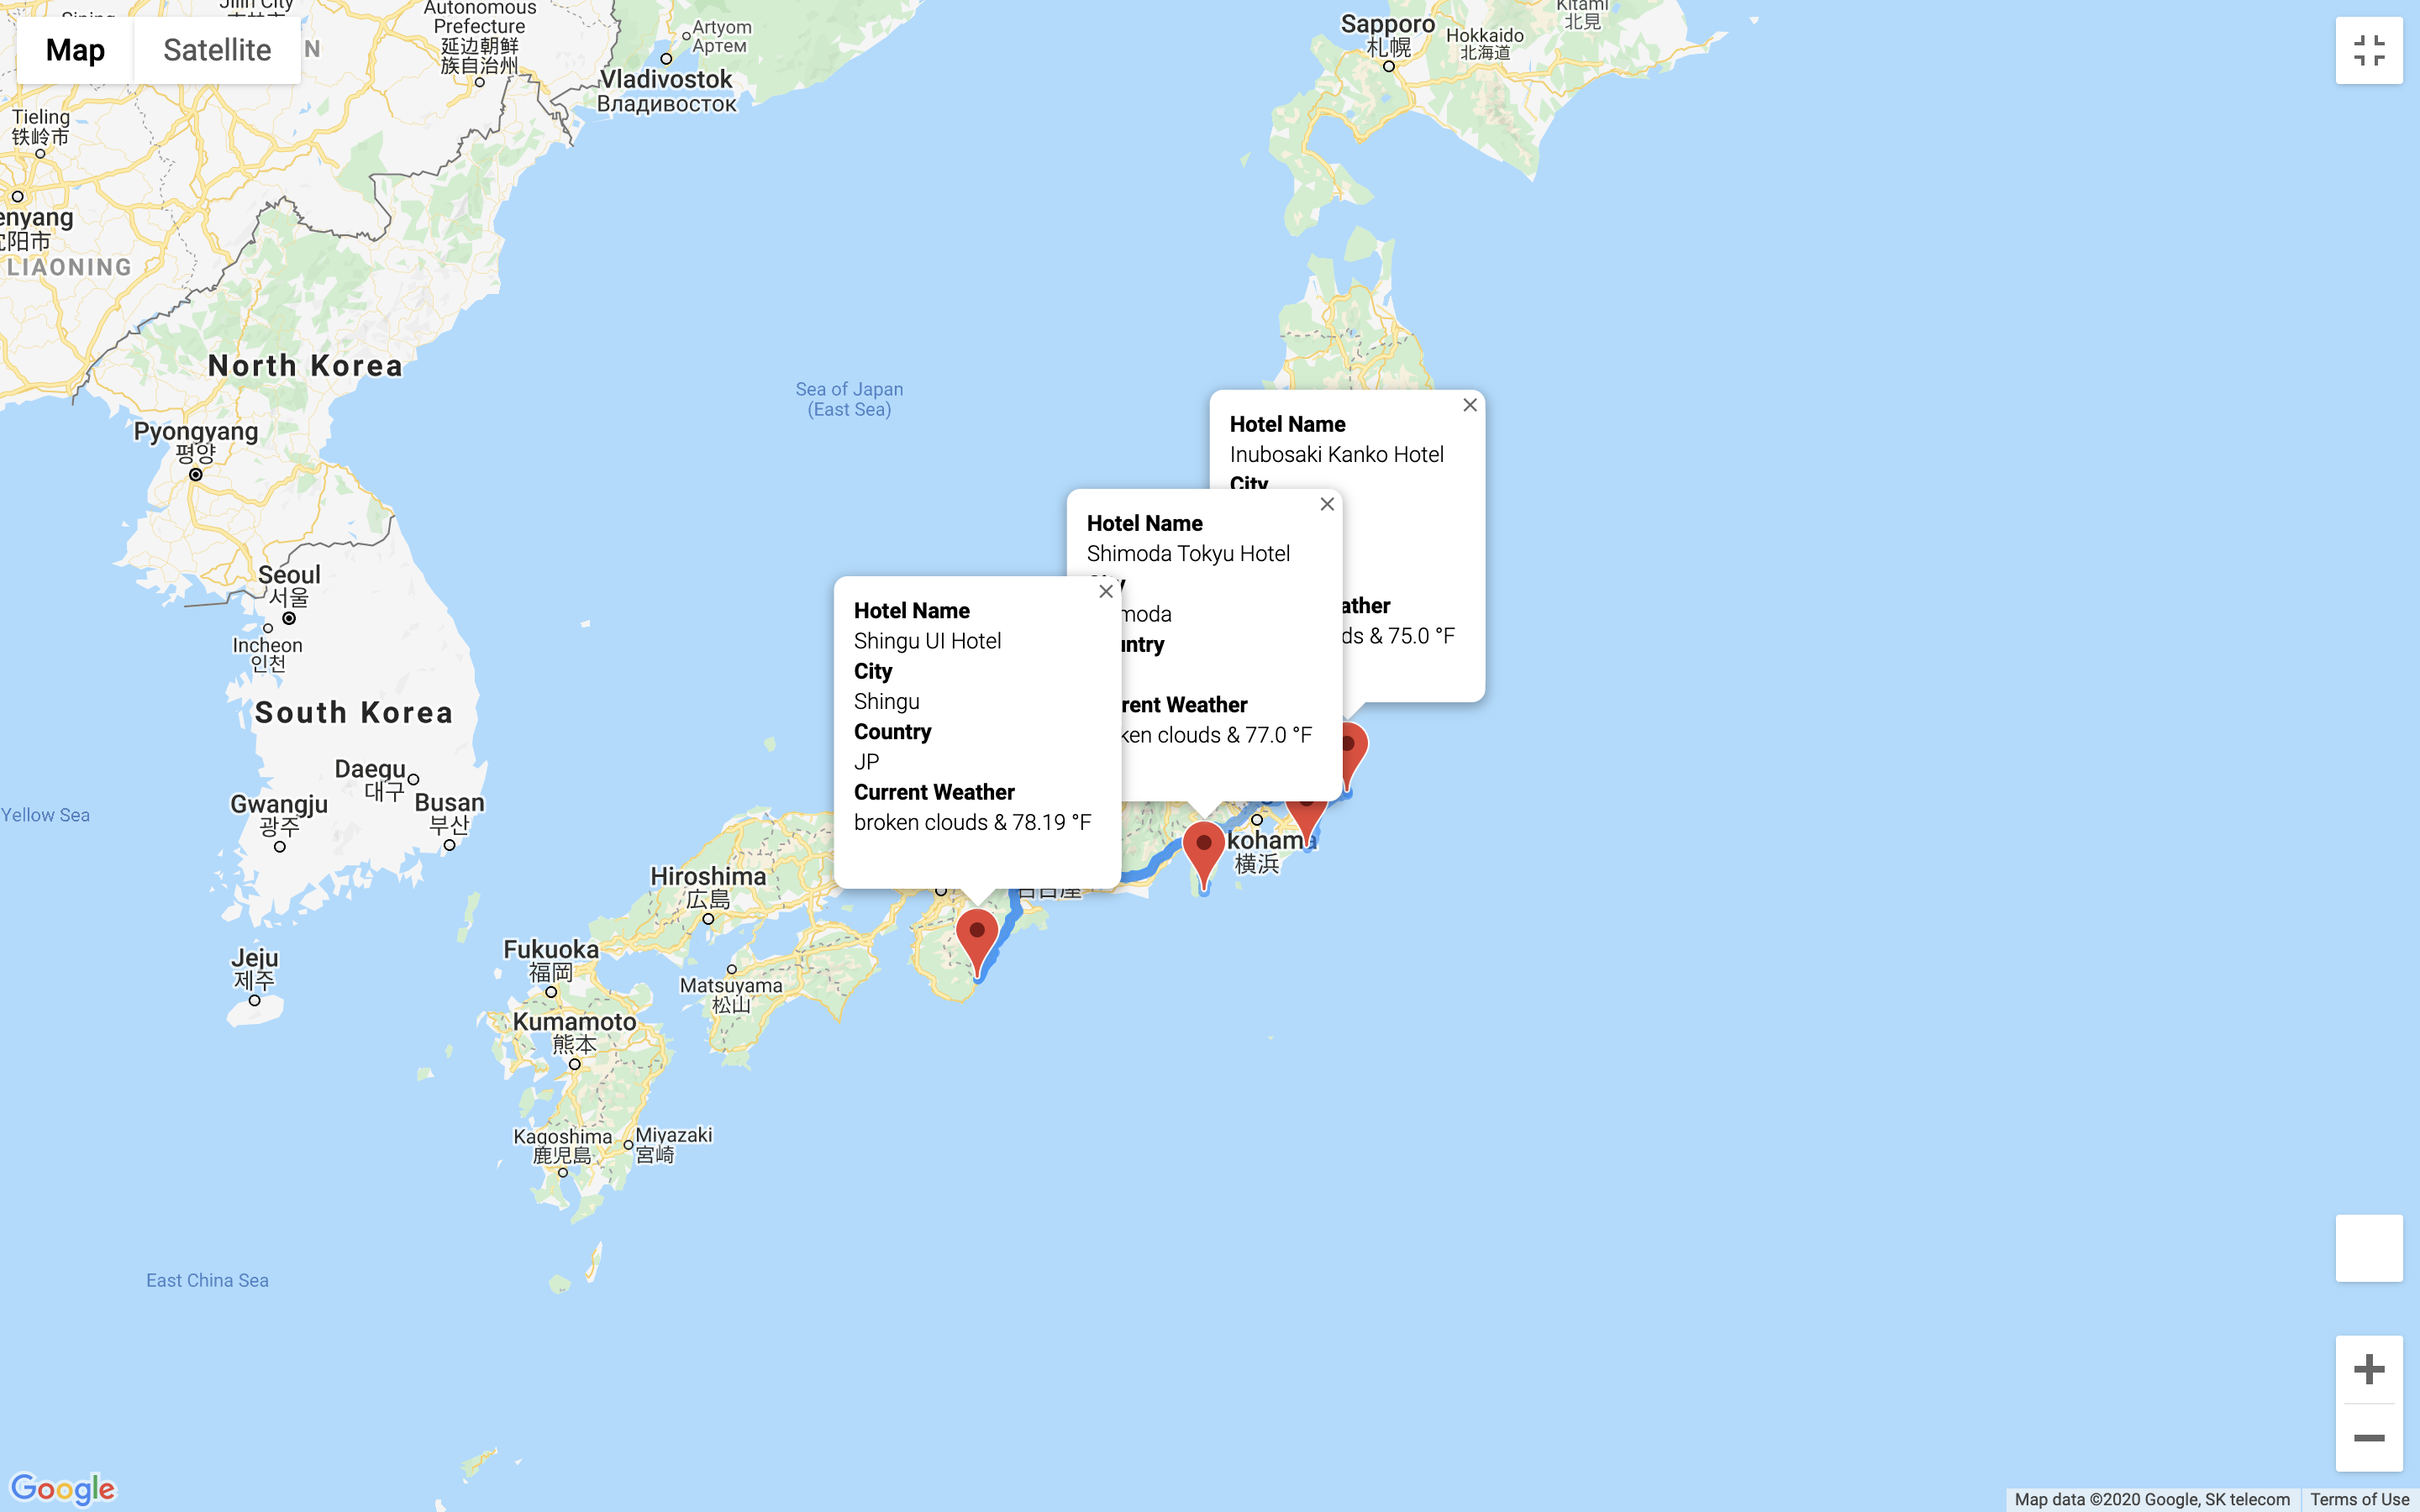 Map
Satellite
Jilin City
Autonomous
Prefecture
延边朝鲜
族自治州
Artyom
Артем
Vladivostok
Владивосток
Sapporo
札幌
Hokkaido
北海道
Kitami
北見
N
Tieling
铁岭市
enyang
阳市
LIAONING
North Korea
Sea of Japan
(East Sea)
Pyongyang
평양
Hotel Name
Inubosaki Kanko Hotel
City
ather
ds & 75.0 °F
Hotel Name
Shimoda Tokyu Hotel
moda
untry
rent Weather
ken clouds & 77.0 °F
Hotel Name
Shingu UI Hotel
City
Shingu
Country
JP
Current Weather
broken clouds & 78.19 °F
Seoul
서울
Incheon
인천
South Korea
Daegu
대구
Gwangju
광주
Busan
부산
Yellow Sea
kohama
横浜
Hiroshima
広島
Fukuoka
福岡
Jeju
제주
Matsuyama
松山
Kumamoto
熊本
Kagoshima
鹿児島
Miyazaki
宮崎
East China Sea
Google
Map data ©2020 Google, SK telecom
Terms of Use